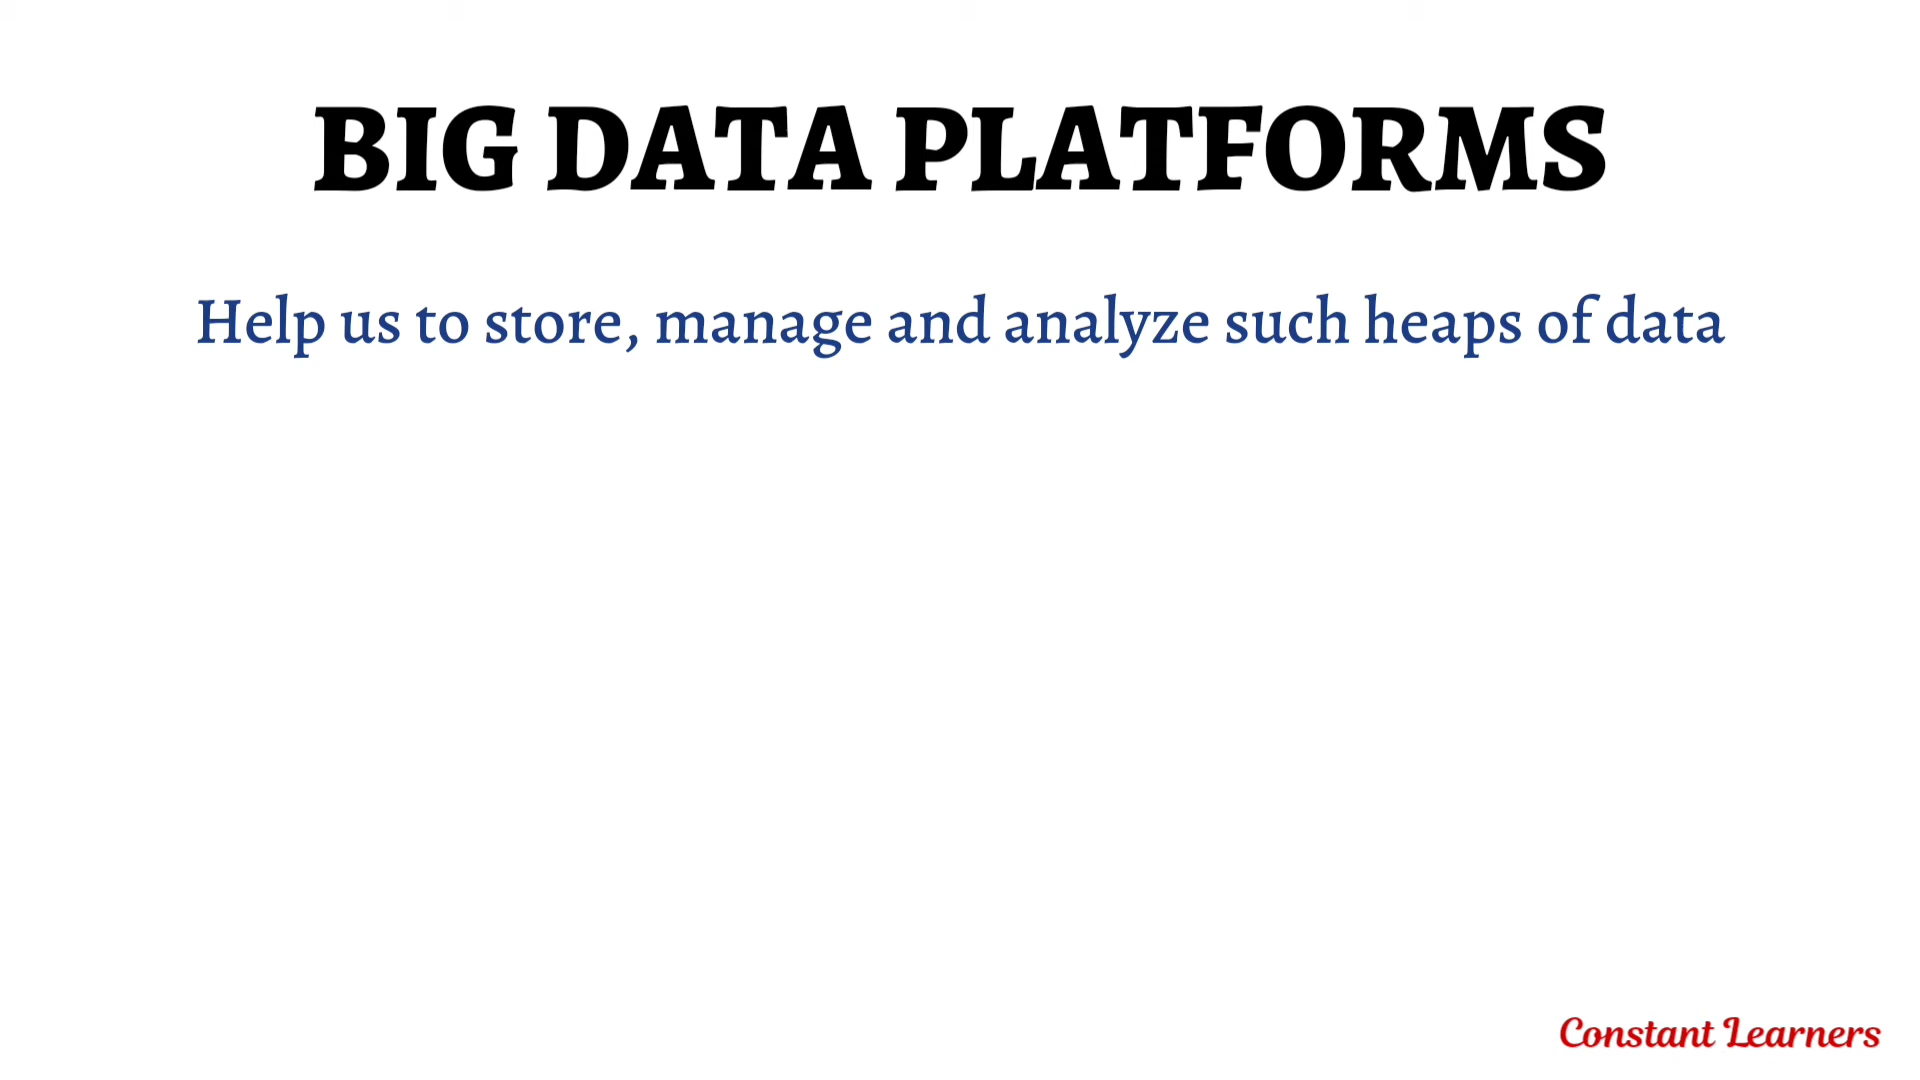 BIG DATA PLATFORMS
Help us to store, manage and analyze such heaps of data
Constant Learners